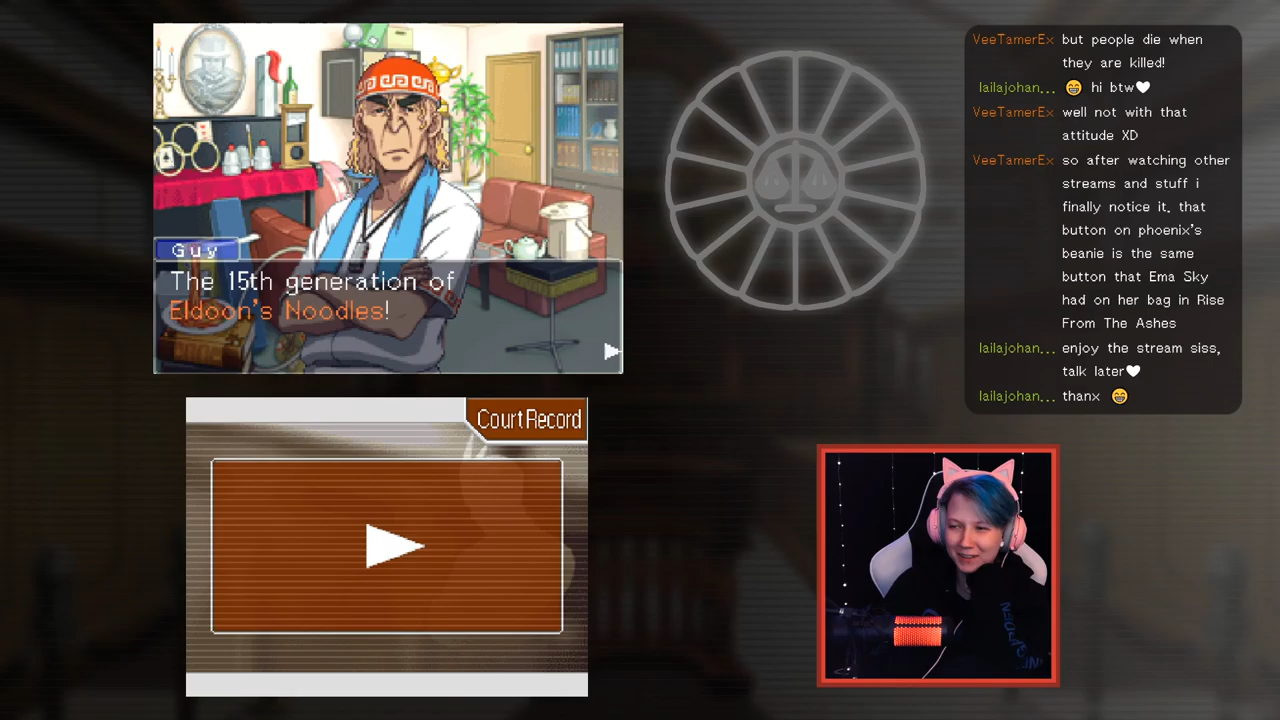 Guy
The 15th generation of
Eldoon's Noodles!
Court Record
VeeTamerEx but people die when
they are killed!
lailajohan... 😁 hi btw🤍
VeeTamerEx well not with that
attitude XD
VeeTamerEx so after watching other
streams and stuff i
finally notice it, that
button on phoenix's
beanie is the same
button that Ema Sky
had on her bag in Rise
From The Ashes
lailajohan... enjoy the stream siss,
talk later🤍
lailajohan... thanx 😁